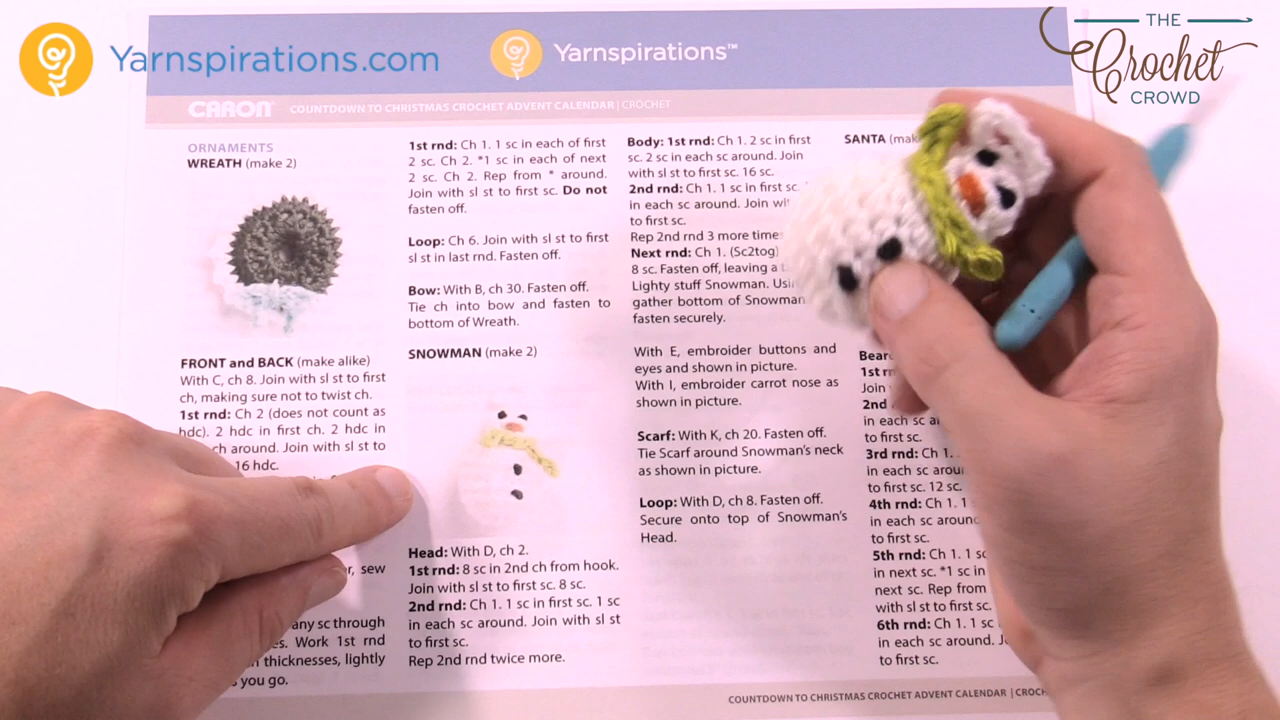 Yarnspirations.com
Yarnspirations™
THE
Crochet
CROWD
CARON® COUNTDOWN TO CHRISTMAS CROCHET ADVENT CALENDAR | CROCHET
ORNAMENTS
WREATH (make 2)
FRONT and BACK (make alike)
With C, ch 8. Join with sl st to first
ch, making sure not to twist ch.
1st rnd: Ch 2 (does not count as
hdc). 2 hdc in first ch. 2 hdc in
ch around. Join with sl st to
16 hdc.
sew
any sc through
Work 1st rnd
thicknesses, lightly
you go.
1st rnd: Ch 1. 1 sc in each of first
2 sc. Ch 2. *1 sc in each of next
2 sc. Ch 2. Rep from * around.
Join with sl st to first sc. Do not
fasten off.
Loop: Ch 6. Join with sl st to first
sl st in last rnd. Fasten off.
Bow: With B, ch 30. Fasten off.
Tie ch into bow and fasten to
bottom of Wreath.
SNOWMAN (make 2)
Head: With D, ch 2.
1st rnd: 8 sc in 2nd ch from hook.
Join with sl st to first sc. 8 sc.
2nd rnd: Ch 1. 1 sc in first sc. 1 sc
in each sc around. Join with sl st
to first sc.
Rep 2nd rnd twice more.
Body: 1st rnd: Ch 1. 2 sc in first
sc. 2 sc in each sc around. Join
with sl st to first sc. 16 sc.
2nd rnd: Ch 1. 1 sc in first sc.
in each sc around. Join
to first sc.
Rep 2nd rnd 3 more
Next rnd: Ch 1. (Sc2tog)
8 sc. Fasten off, leaving a
Lighty stuff Snowman.
gather bottom of Snowman
fasten securely.
With E, embroider buttons and
eyes and shown in picture.
With I, embroider carrot nose as
shown in picture.
Scarf: With K, ch 20. Fasten off.
Tie Scarf around Snowman's neck
as shown in picture.
Loop: With D, ch 8. Fasten off.
Secure onto top of Snowman's
Head.
SANTA
1st
Join
2nd
in each sc
to first sc.
3rd rnd: Ch 1.
in each sc
to first sc. 12 sc.
4th rnd: Ch 1. 1
in each sc around
to first sc.
5th rnd: Ch 1. 1 sc
in next sc. *1 sc in
next sc. Rep from
with sl st to first sc.
6th rnd: Ch 1. 1 sc
in each sc around.
to first sc.
COUNTDOWN TO CHRISTMAS CROCHET ADVENT CALENDAR |